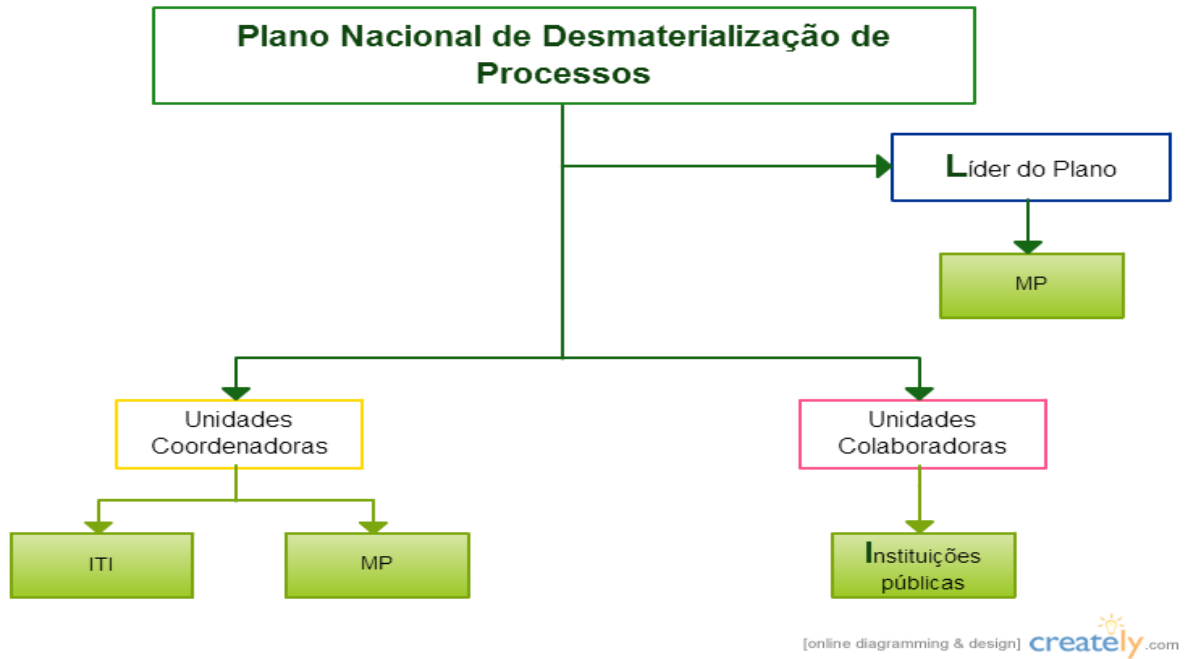 Plano Nacional de Desmaterialização de
Processos
Líder do Plano
MP
Unidades
Coordenadoras
Unidades
Colaboradoras
ITI
MP
Instituições
públicas
[online diagramming & design] creately.com